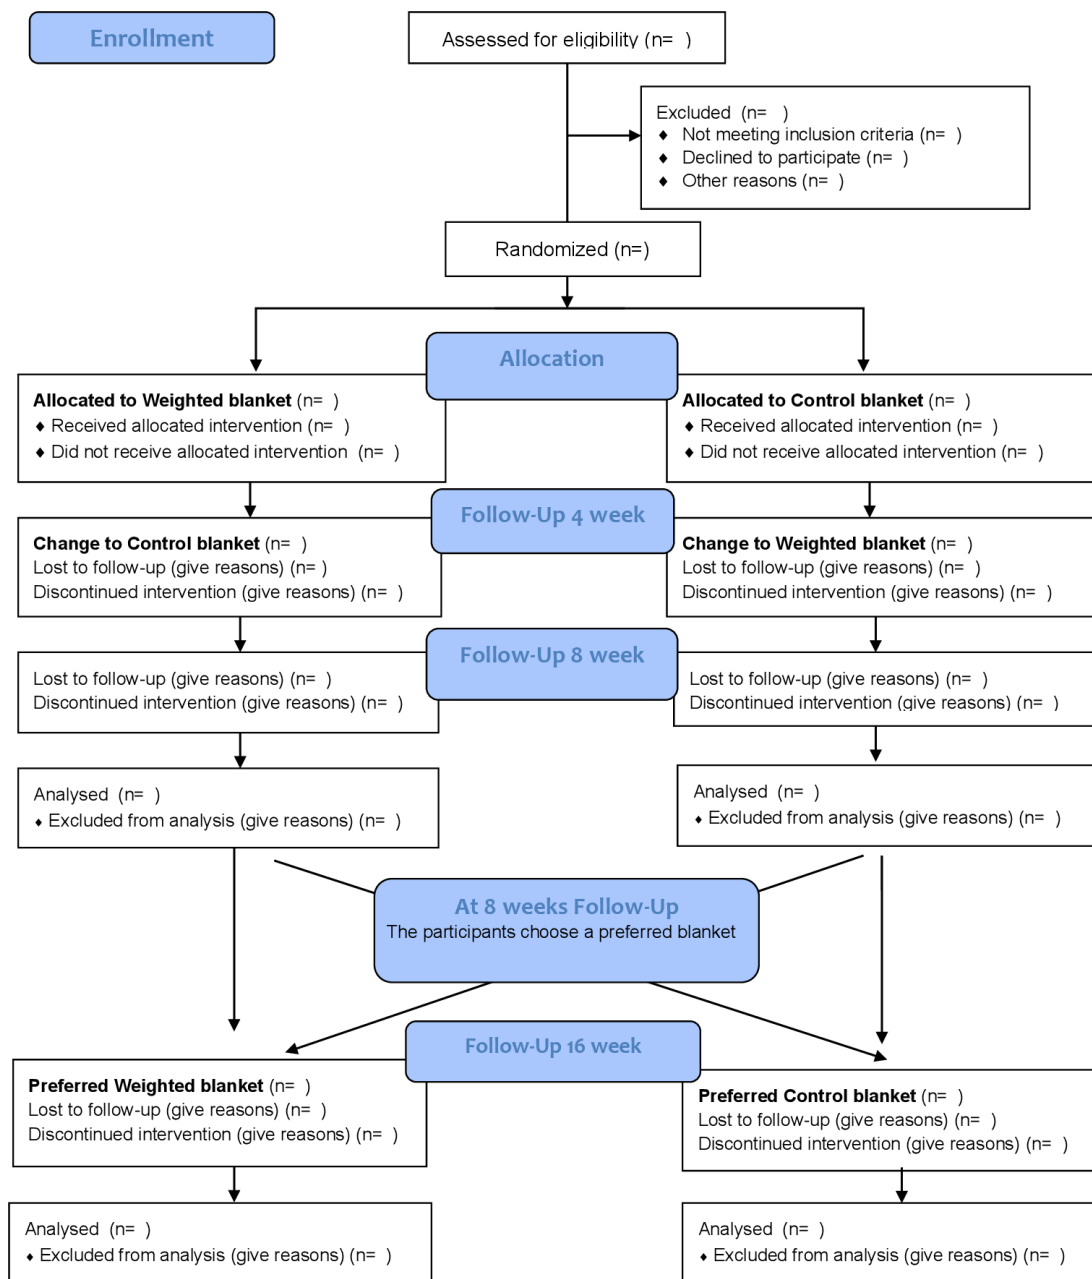 Enrollment
Assessed for eligibility (n=  )
Excluded  (n=   )
♦ Not meeting inclusion criteria (n=  )
♦ Declined to participate (n=  )
♦ Other reasons (n=  )
Randomized (n=)
Allocation
Allocated to Weighted blanket (n=  )
♦ Received allocated intervention (n=  )
♦ Did not receive allocated intervention  (n=  )
Allocated to Control blanket (n=  )
♦ Received allocated intervention (n=  )
♦ Did not receive allocated intervention (n=  )
Follow-Up 4 week
Change to Control blanket (n=  )
Lost to follow-up (give reasons) (n= )
Discontinued intervention (give reasons) (n=  )
Change to Weighted blanket (n=  )
Lost to follow-up (give reasons) (n=  )
Discontinued intervention (give reasons) (n=  )
Follow-Up 8 week
Lost to follow-up (give reasons) (n=  )
Discontinued intervention (give reasons) (n=  )
Lost to follow-up (give reasons) (n=  )
Discontinued intervention (give reasons) (n=  )
Analysed  (n=  )
♦ Excluded from analysis (give reasons) (n=  )
Analysed  (n=  )
♦ Excluded from analysis (give reasons) (n=  )
At 8 weeks Follow-Up
The participants choose a preferred blanket
Follow-Up 16 week
Preferred Weighted blanket (n=  )
Lost to follow-up (give reasons) (n=  )
Discontinued intervention (give reasons) (n=  )
Preferred Control blanket (n=  )
Lost to follow-up (give reasons) (n=  )
Discontinued intervention (give reasons) (n=  )
Analysed  (n=  )
♦ Excluded from analysis (give reasons) (n=  )
Analysed  (n=  )
♦ Excluded from analysis (give reasons) (n=  )